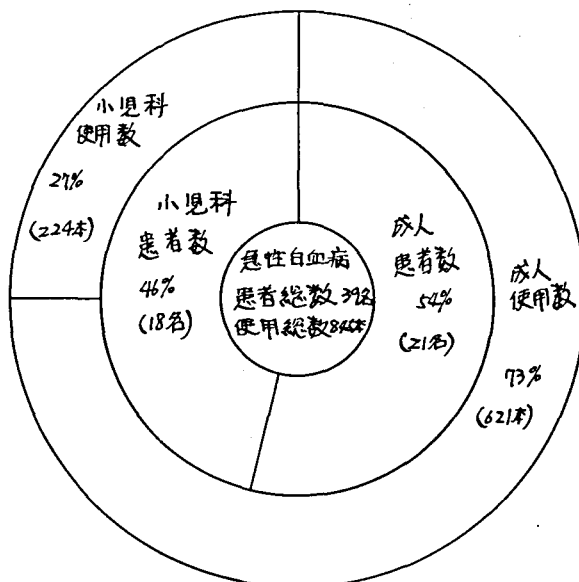 小児科
使用数
27%
(224本)
小児科
患者数
46%
(18名)
急性白血病
患者総数39名
使用総数845本
成人
患者数
54%
(21名)
成人
使用数
73%
(621本)